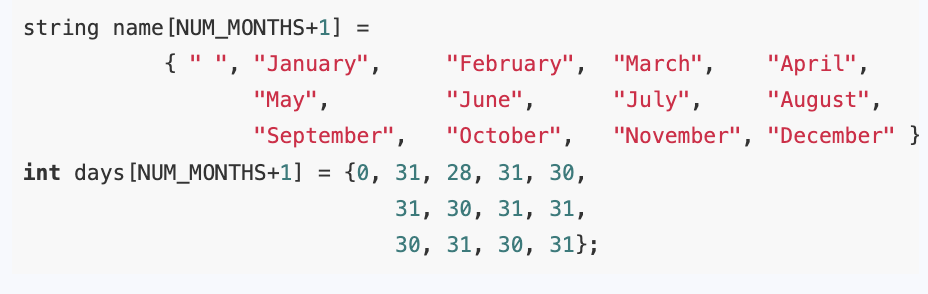 string name[NUM_MONTHS+1] =
{ " ", "January", "February", "March", "April",
"May", "June", "July", "August",
"September", "October", "November", "December" }
int days[NUM_MONTHS+1] = {0, 31, 28, 31, 30,
31, 30, 31, 31,
30, 31, 30, 31};